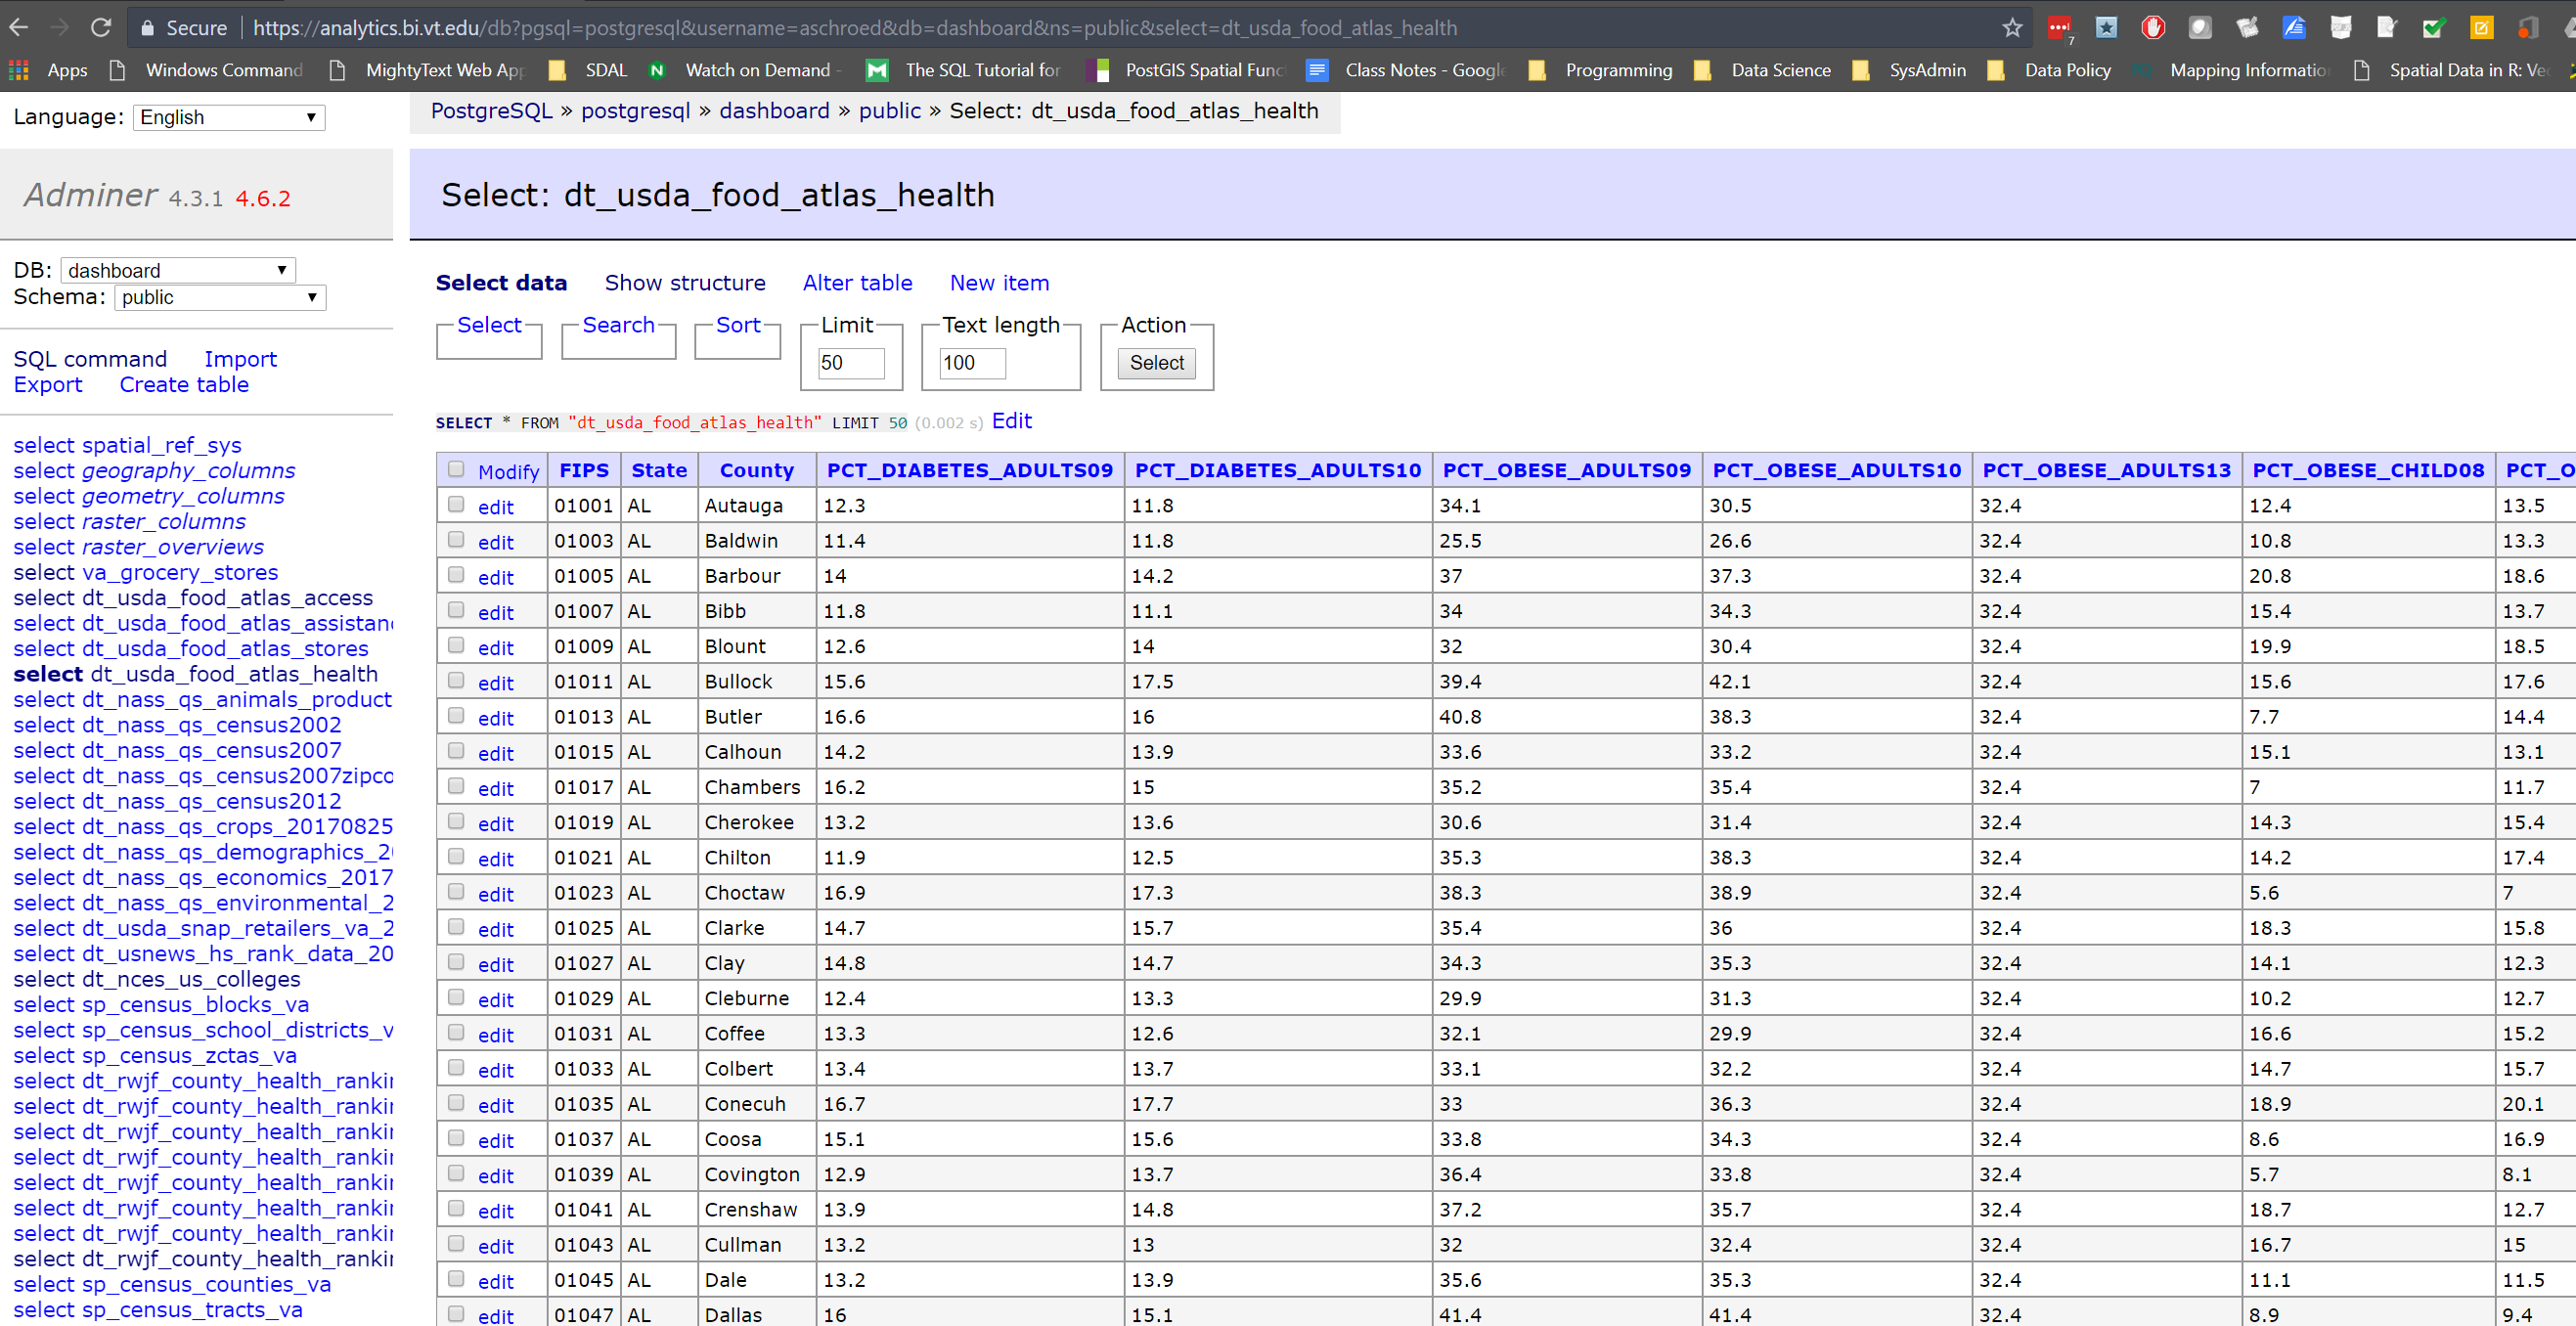 Secure https://analytics.bi.vt.edu/db?pgsql=postgresql&username=aschroed&db=dashboard&ns=public&select=dt_usda_food_atlas_health 7
Apps Windows Command MightyText Web App SDAL Watch on Demand - The SQL Tutorial for PostGIS Spatial Func Class Notes - Google Programming Data Science SysAdmin Data Policy Mapping Information Spatial Data in R: Vec
Language: English
PostgreSQL » postgresql » dashboard » public » Select: dt_usda_food_atlas_health
Adminer 4.3.1 4.6.2
Select: dt_usda_food_atlas_health
DB: dashboard
Schema: public
SQL command Import
Export Create table
select spatial_ref_sys
select geography_columns
select geometry_columns
select raster_columns
select raster_overviews
select va_grocery_stores
select dt_usda_food_atlas_access
select dt_usda_food_atlas_assistanc
select dt_usda_food_atlas_stores
select dt_usda_food_atlas_health
select dt_nass_qs_animals_product
select dt_nass_qs_census2002
select dt_nass_qs_census2007
select dt_nass_qs_census2007zipco
select dt_nass_qs_census2012
select dt_nass_qs_crops_20170825
select dt_nass_qs_demographics_20
select dt_nass_qs_economics_2017
select dt_nass_qs_environmental_2
select dt_usda_snap_retailers_va_2
select dt_usnews_hs_rank_data_20
select dt_nces_us_colleges
select sp_census_blocks_va
select sp_census_school_districts_v
select sp_census_zctas_va
select dt_rwjf_county_health_rankin
select dt_rwjf_county_health_rankin
select dt_rwjf_county_health_rankin
select dt_rwjf_county_health_rankin
select dt_rwjf_county_health_rankin
select dt_rwjf_county_health_rankin
select dt_rwjf_county_health_rankin
select dt_rwjf_county_health_rankin
select sp_census_counties_va
select sp_census_tracts_va
Select data Show structure Alter table New item
Select Search Sort Limit Text length Action
50 100 Select
SELECT * FROM "dt_usda_food_atlas_health" LIMIT 50 (0.002 s) Edit
Modify FIPS State County PCT_DIABETES_ADULTS09 PCT_DIABETES_ADULTS10 PCT_OBESE_ADULTS09 PCT_OBESE_ADULTS10 PCT_OBESE_ADULTS13 PCT_OBESE_CHILD08 PCT_O
edit 01001 AL Autauga 12.3 11.8 34.1 30.5 32.4 12.4 13.5
edit 01003 AL Baldwin 11.4 11.8 25.5 26.6 32.4 10.8 13.3
edit 01005 AL Barbour 14 14.2 37 37.3 32.4 20.8 18.6
edit 01007 AL Bibb 11.8 11.1 34 34.3 32.4 15.4 13.7
edit 01009 AL Blount 12.6 14 32 30.4 32.4 19.9 18.5
edit 01011 AL Bullock 15.6 17.5 39.4 42.1 32.4 15.6 17.6
edit 01013 AL Butler 16.6 16 40.8 38.3 32.4 7.7 14.4
edit 01015 AL Calhoun 14.2 13.9 33.6 33.2 32.4 15.1 13.1
edit 01017 AL Chambers 16.2 15 35.2 35.4 32.4 7 11.7
edit 01019 AL Cherokee 13.2 13.6 30.6 31.4 32.4 14.3 15.4
edit 01021 AL Chilton 11.9 12.5 35.3 38.3 32.4 14.2 17.4
edit 01023 AL Choctaw 16.9 17.3 38.3 38.9 32.4 5.6 7
edit 01025 AL Clarke 14.7 15.7 35.4 36 32.4 18.3 15.8
edit 01027 AL Clay 14.8 14.7 34.3 35.3 32.4 14.1 12.3
edit 01029 AL Cleburne 12.4 13.3 29.9 31.3 32.4 10.2 12.7
edit 01031 AL Coffee 13.3 12.6 32.1 29.9 32.4 16.6 15.2
edit 01033 AL Colbert 13.4 13.7 33.1 32.2 32.4 14.7 15.7
edit 01035 AL Conecuh 16.7 17.7 33 36.3 32.4 18.9 20.1
edit 01037 AL Coosa 15.1 15.6 33.8 34.3 32.4 8.6 16.9
edit 01039 AL Covington 12.9 13.7 36.4 33.8 32.4 5.7 8.1
edit 01041 AL Crenshaw 13.9 14.8 37.2 35.7 32.4 18.7 12.7
edit 01043 AL Cullman 13.2 13 32 32.4 32.4 16.7 15
edit 01045 AL Dale 13.2 13.9 35.6 35.3 32.4 11.1 11.5
edit 01047 AL Dallas 16 15.1 41.4 41.4 32.4 8.9 9.4